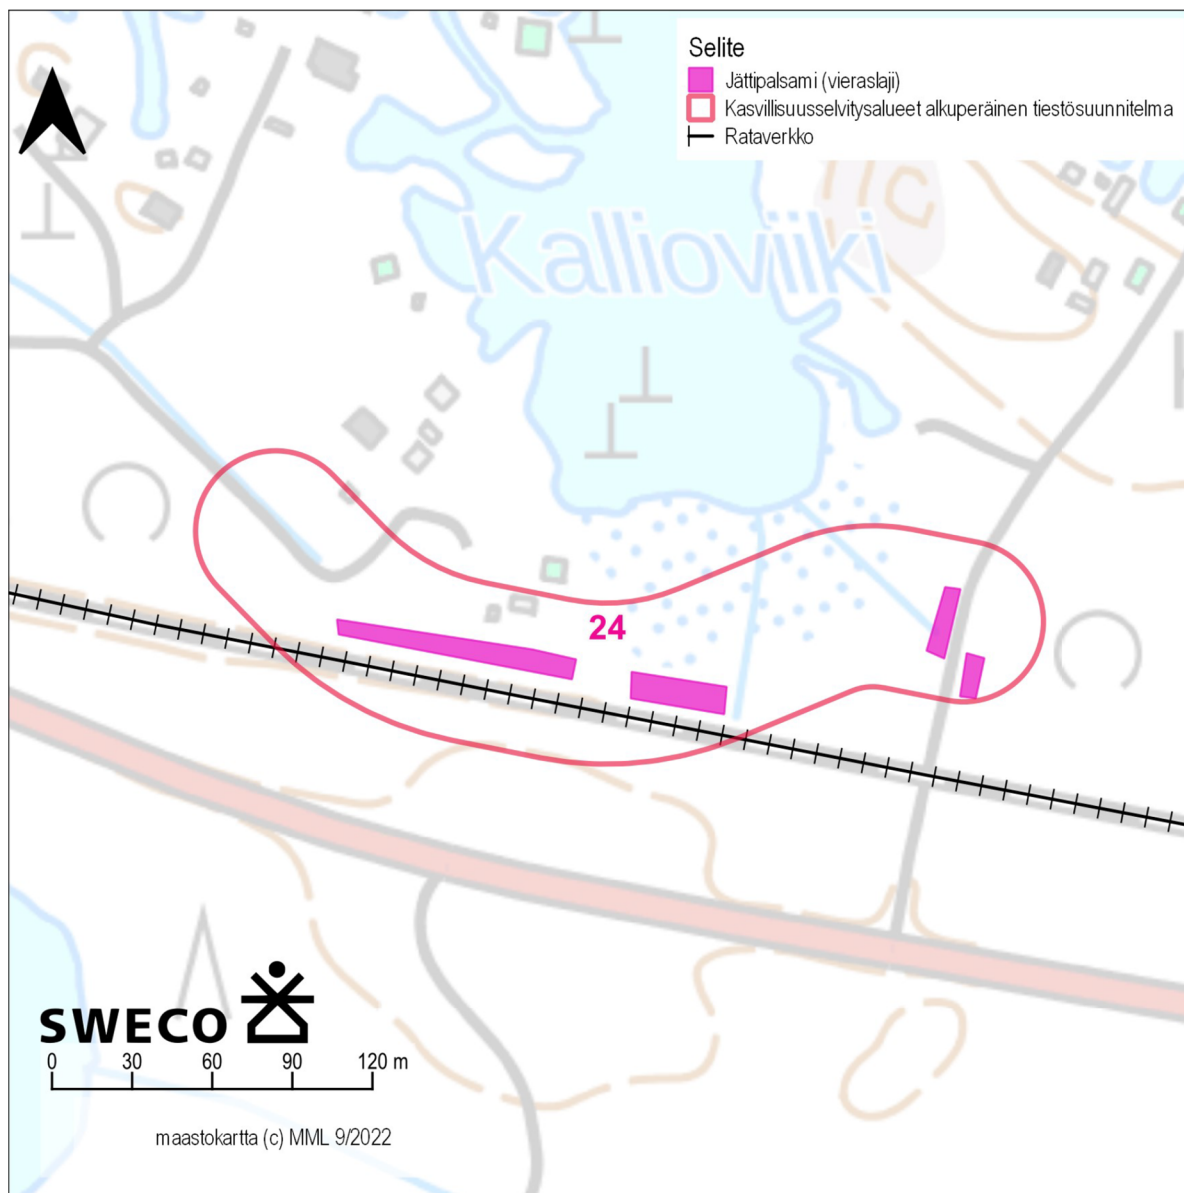 Selite
Jättipalsami (vieraslaji)
Kasvillisuusselvitysalueet alkuperäinen tiestösuunnitelma
Rataverkko
Kallioviiki
24
SWECO
0 30 60 90 120 m
maastokartta (c) MML 9/2022